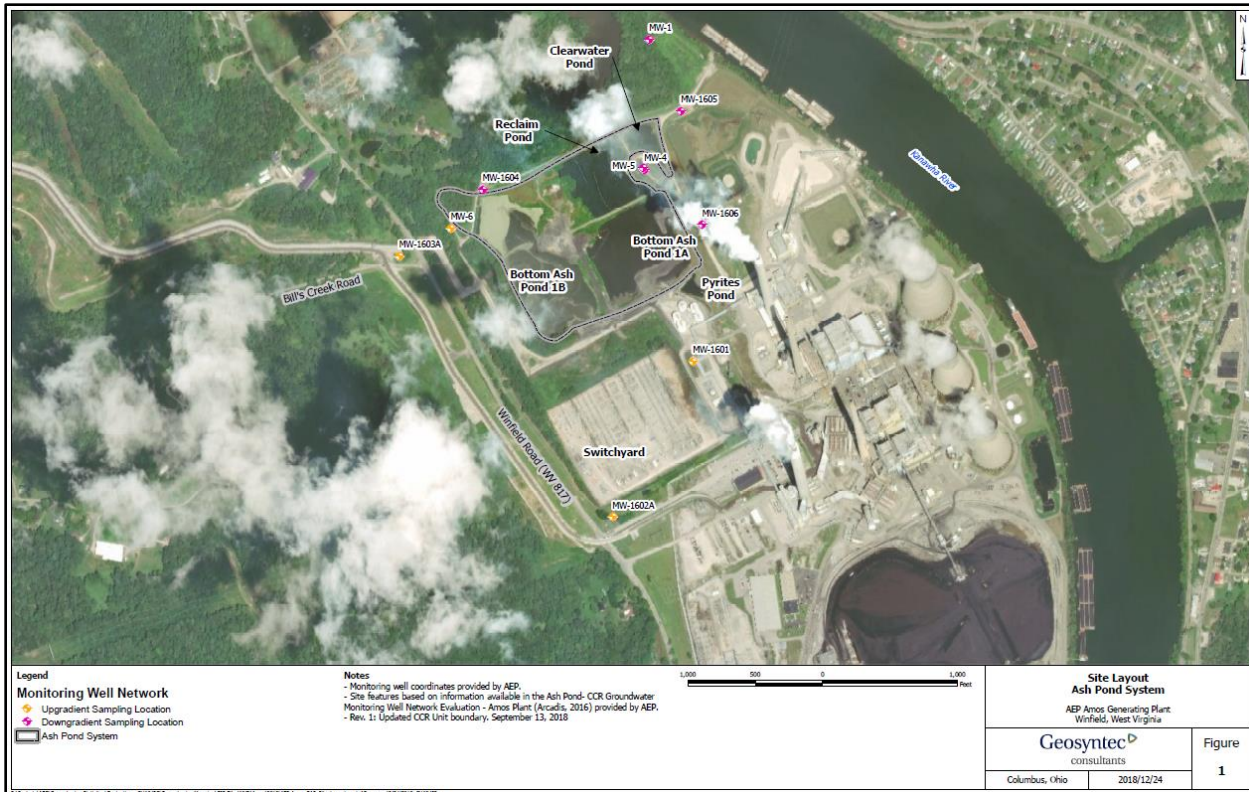 N
MW-1
Clearwater
Pond
MW-1605
Reclaim
Pond
MW-4
MW-5
MW-1604
MW-6
MW-1606
MW-1603A
Bottom Ash
Pond 1A
Bottom Ash
Pond 1B
Pyrites
Pond
Kanawha River
Bill's Creek Road
MW-1601
Winfield Road (WV 817)
Switchyard
MW-1602A
Legend
Monitoring Well Network
Upgradient Sampling Location
Downgradient Sampling Location
Ash Pond System
Notes
- Monitoring well coordinates provided by AEP.
- Site features based on information available in the Ash Pond- CCR Groundwater
Monitoring Well Network Evaluation - Amos Plant (Arcadis, 2016) provided by AEP.
- Rev. 1: Updated CCR Unit boundary. September 13, 2018
1,000 500 0 1,000
Feet
Site Layout
Ash Pond System
AEP Amos Generating Plant
Winfield, West Virginia
Geosyntec
consultants
Figure
1
Columbus, Ohio
2018/12/24